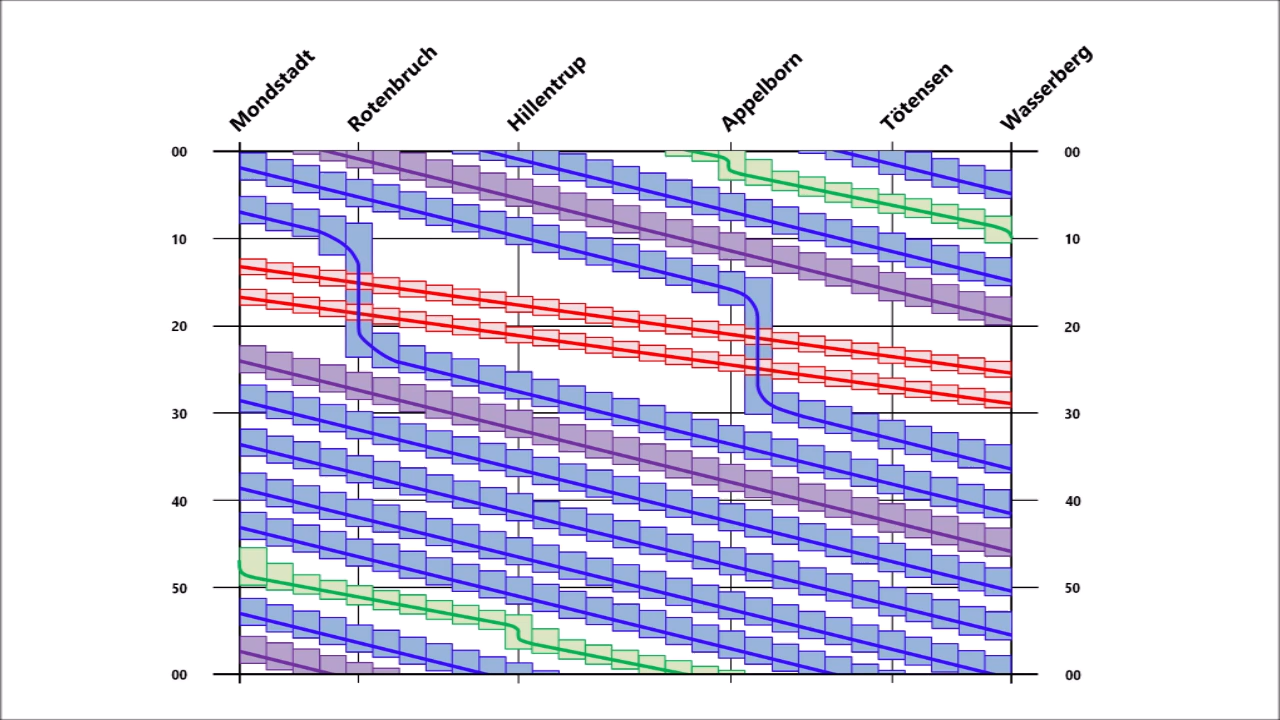 Mondstadt
Rotenbruch
Hillentrup
Appelborn
Tötensen
Wasserberg
00 00
10 10
20 20
30 30
40 40
50 50
00 00